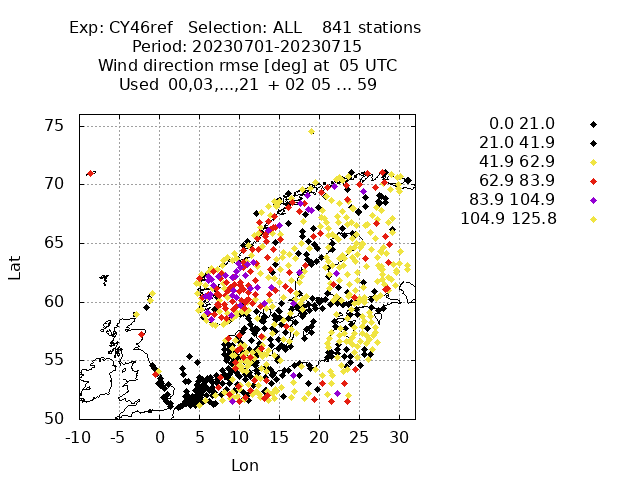 Exp: CY46ref   Selection: ALL    841 stations
Period: 20230701-20230715
Wind direction rmse [deg] at  05 UTC
Used  00,03,...,21  + 02 05 ... 59
0.0 21.0
21.0 41.9
41.9 62.9
62.9 83.9
83.9 104.9
104.9 125.8
75
70
65
60
55
50
Lat
-10 -5 0 5 10 15 20 25 30
Lon